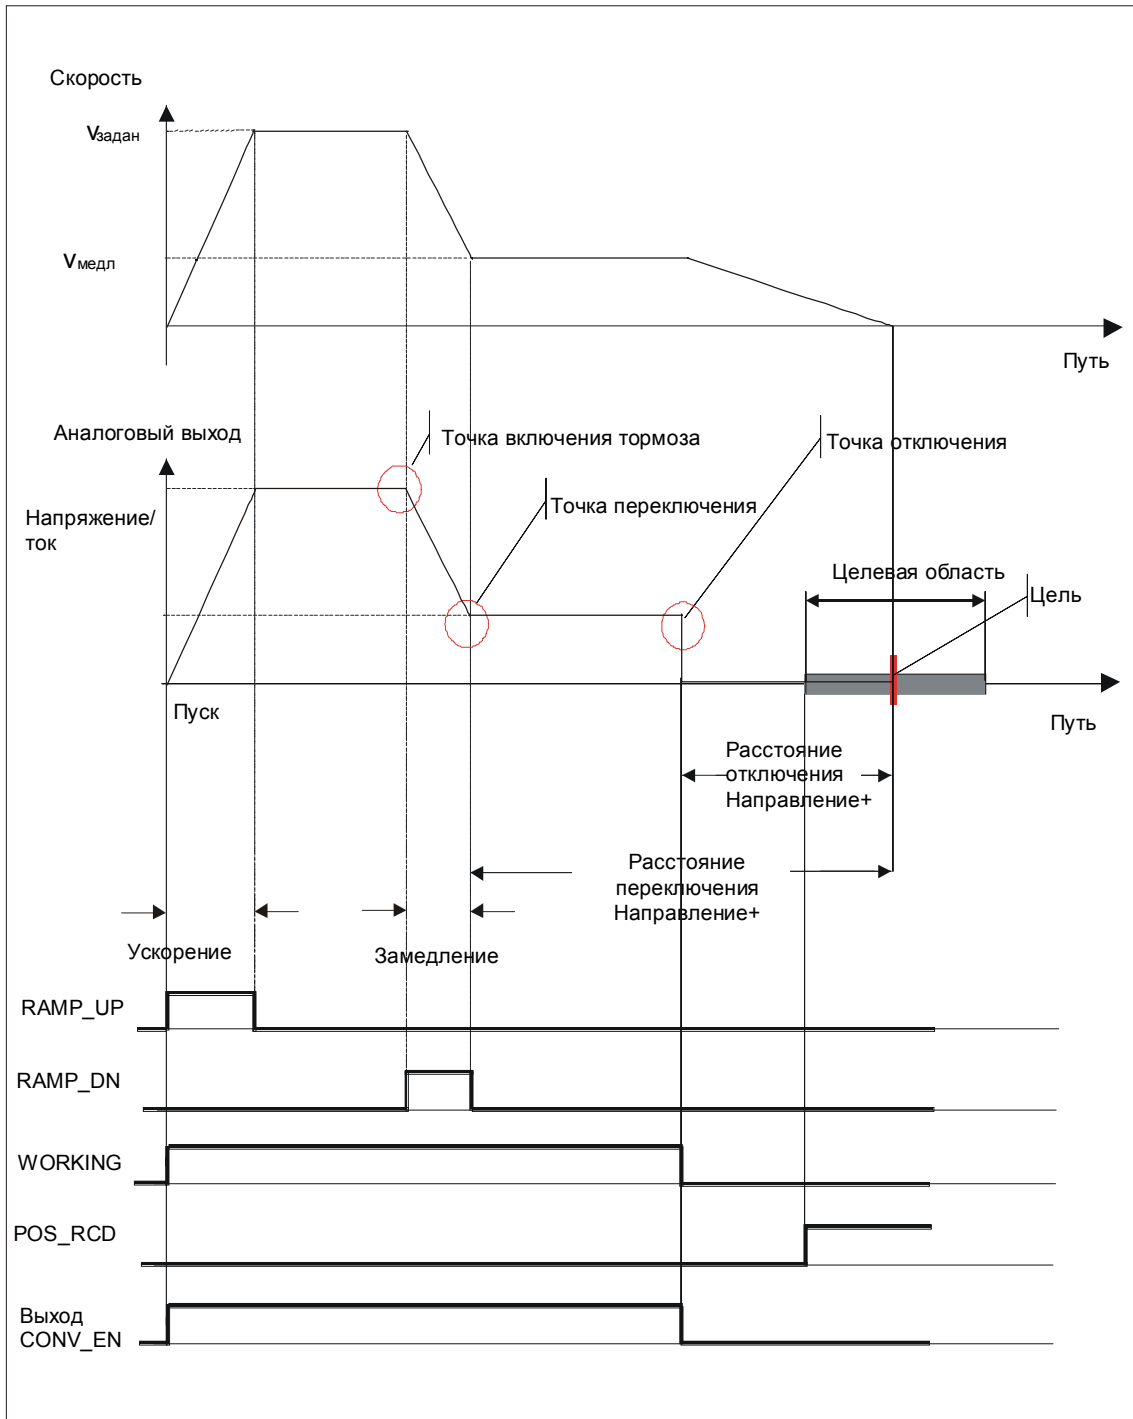 Скорость
vзадан
vмедл
Путь
Аналоговый выход
Точка включения тормоза
Точка отключения
Напряжение/
ток
Точка переключения
Целевая область
Цель
Пуск
Путь
Расстояние
отключения
Направление+
Расстояние
переключения
Направление+
Ускорение
Замедление
RAMP_UP
RAMP_DN
WORKING
POS_RCD
Выход
CONV_EN